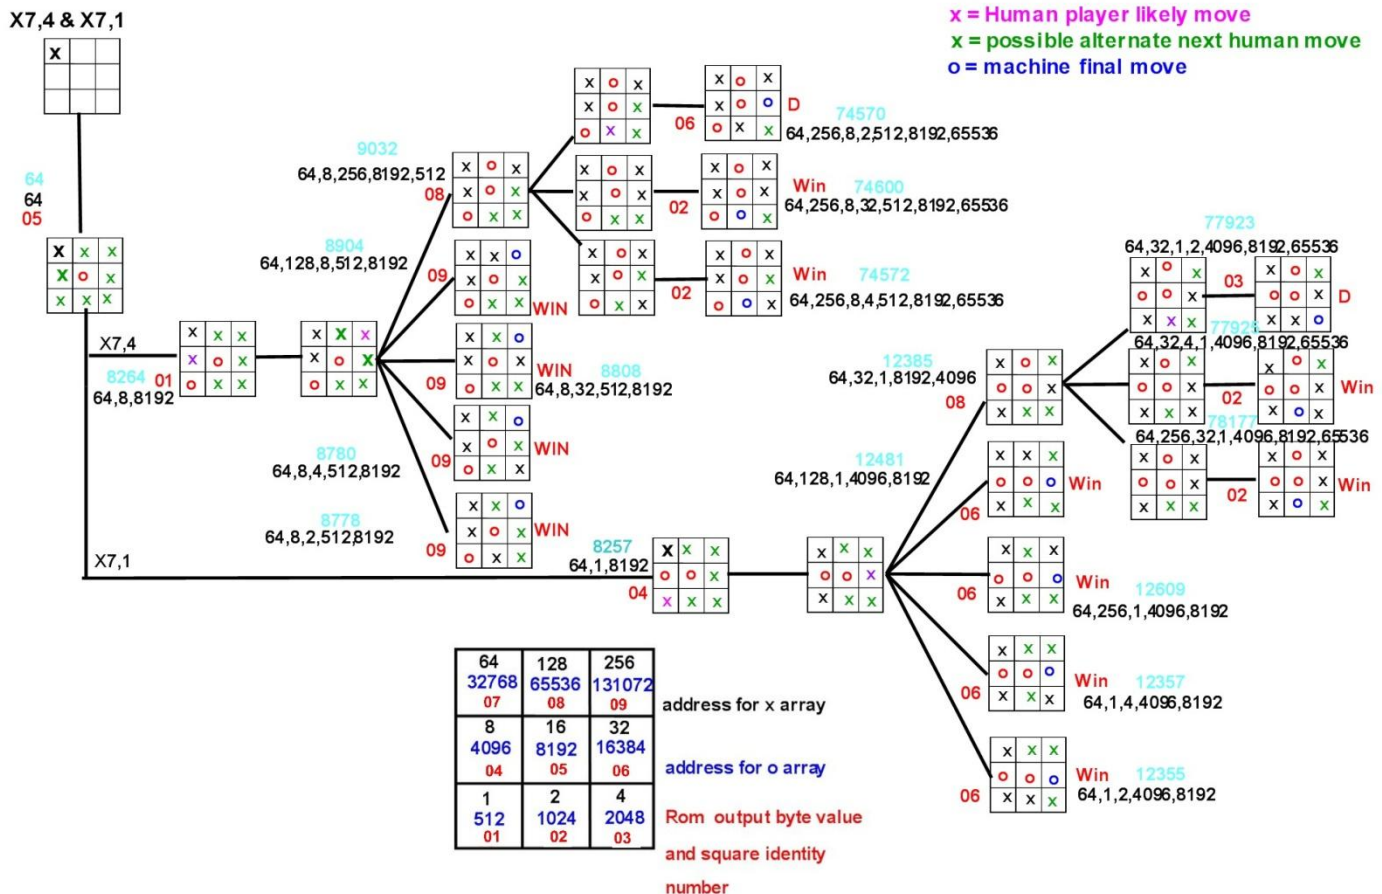 X7,4 & X7,1
x = Human player likely move
x = possible alternate next human move
o = machine final move
x
64
64
05
x x x
x o x
x x x
X7,4
8264
01
64,8,8192
x x x
x o x
o x x
x x x
x o x
o x x
9032
64,8,256,8192,512
08
x o x
x o x
o x x
8904
64,128,8,512,8192
09
x x o
x o x
o x x
WIN
x x o
x o x
o x x
09
WIN
8808
64,8,32,512,8192
x x o
x o x
o x x
8780
64,8,4,512,8192
09
WIN
x x o
x o x
o x x
8778
64,8,2,512,8192
09
WIN
x o x
x o x
o x x
06
x o x
x o o
o x x
D
74570
64,256,8,2,512,8192,65536
x o x
x o x
o x x
02
x o x
x o x
o o x
Win
74600
64,256,8,32,512,8192,65536
x o x
x o x
o x x
02
x o x
x o x
o o x
Win
74572
64,256,8,4,512,8192,65536
X7,1
8257
64,1,8192
04
x x x
o o x
x x x
x x x
o o x
x x x
12385
64,32,1,8192,4096
08
x o x
o o x
x x x
12481
64,128,1,4096,8192
06
x x x
o o o
x x x
Win
06
x x x
o o o
x x x
Win
12609
64,256,1,4096,8192
06
x x x
o o o
x x x
Win
12357
64,1,4,4096,8192
06
x x x
o o o
x x x
Win
12355
64,1,2,4096,8192
77923
64,32,1,2,4096,8192,65536
x o x
o o x
x x x
03
x o x
o o x
x x o
D
77925
64,32,4,1,4096,8192,65536
x o x
o o x
x x x
02
x o x
o o x
x o x
Win
78177
64,256,32,1,4096,8192,65536
x o x
o o x
x x x
02
x o x
o o x
x o x
Win
64 128 256
32768 65536 131072
07 08 09
8 16 32
4096 8192 16384
04 05 06
1 2 4
512 1024 2048
01 02 03
address for x array
address for o array
Rom output byte value
and square identity
number